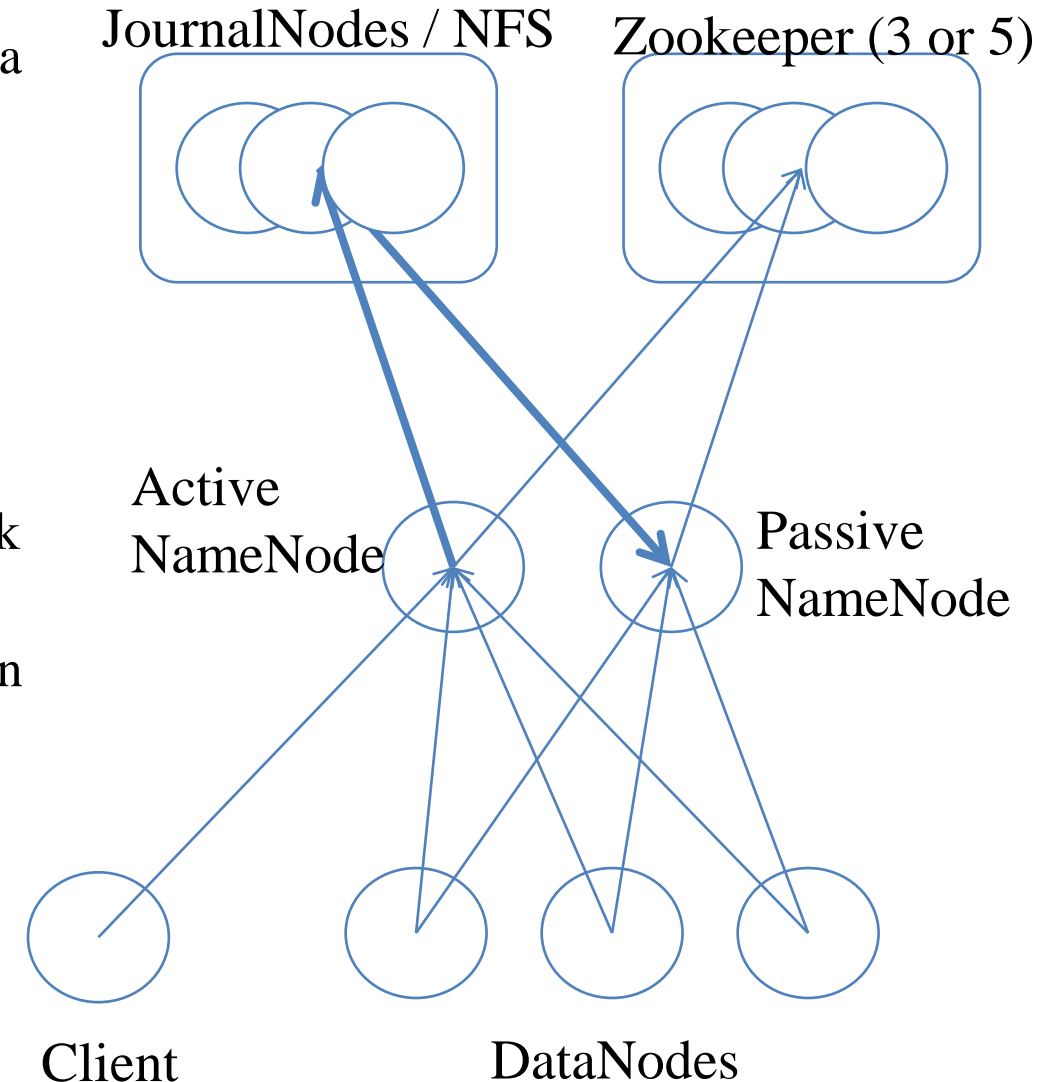 JournalNodes / NFS
Zookeeper (3 or 5)
a
Active
NameNode
k
Passive
NameNode
n
Client
DataNodes